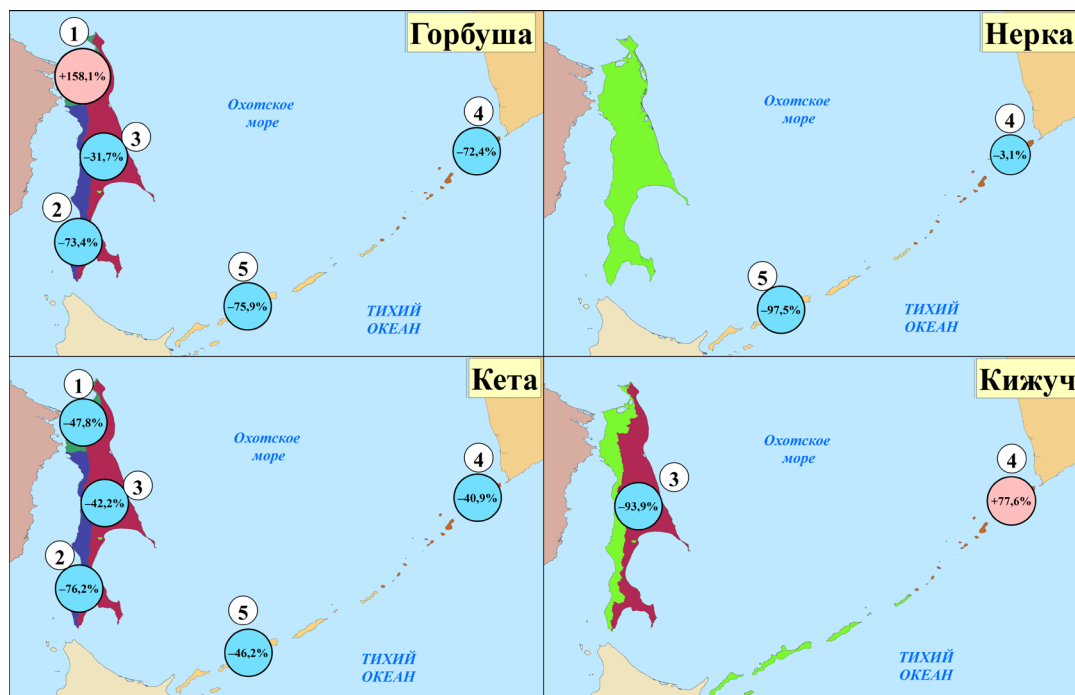 Горбуша
1
+158,1%
Охотское
море
4
–72,4%
3
–31,7%
2
–73,4%
5
–75,9%
ТИХИЙ
ОКЕАН
Нерка
Охотское
море
4
–3,1%
5
–97,5%
ТИХИЙ
ОКЕАН
Кета
1
–47,8%
Охотское
море
4
–40,9%
3
–42,2%
2
–76,2%
5
–46,2%
ТИХИЙ
ОКЕАН
Кижуч
Охотское
море
4
+77,6%
3
–93,9%
ТИХИЙ
ОКЕАН